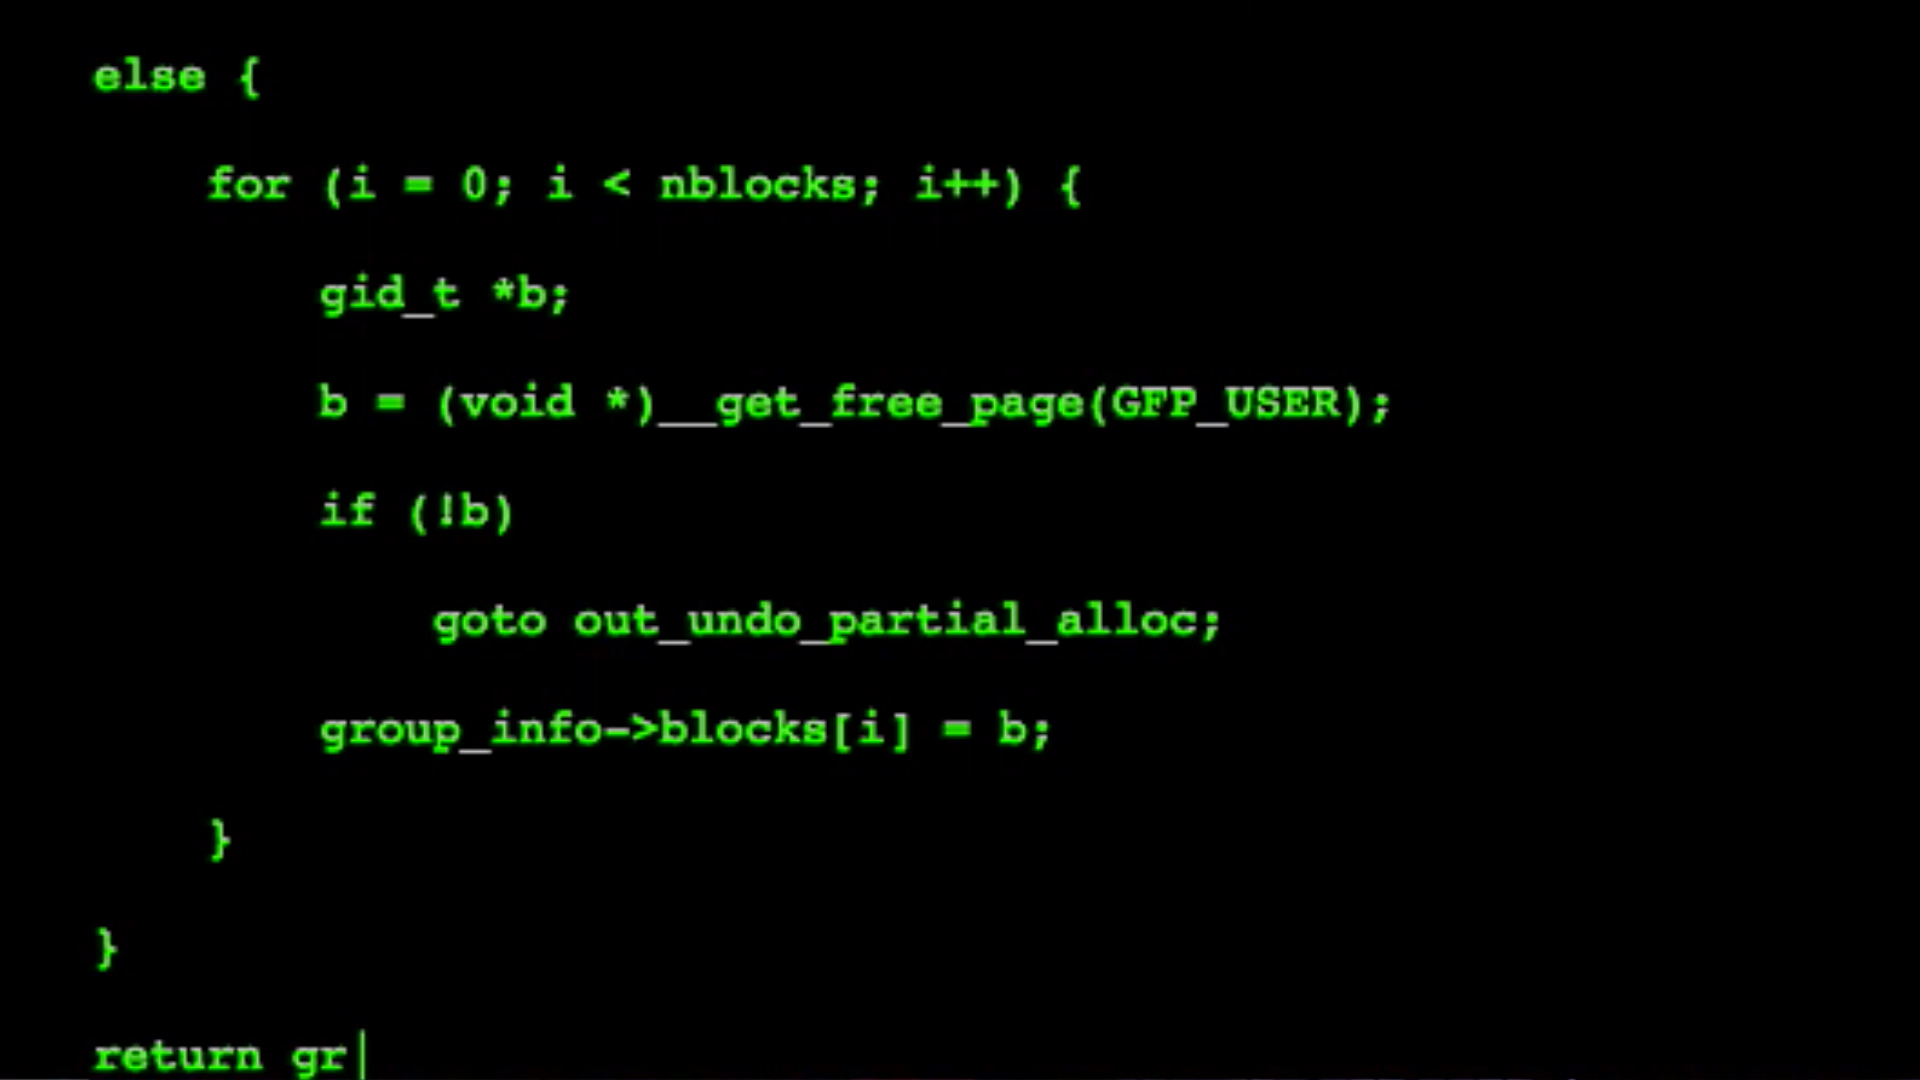 else {
for (i = 0; i < nblocks; i++) {
gid_t *b;
b = (void *)__get_free_page(GFP_USER);
if (!b)
goto out_undo_partial_alloc;
group_info->blocks[i] = b;
}
}
return gr